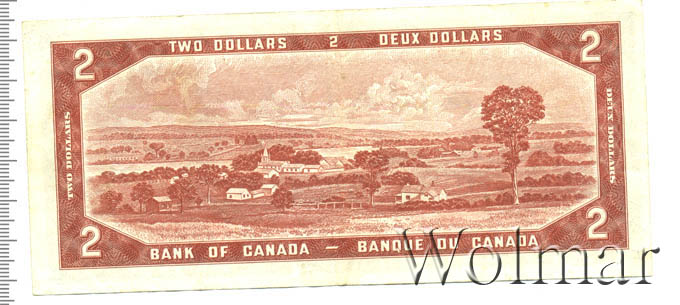 TWO DOLLARS 2 DEUX DOLLARS
2 2
TWO DOLLARS
DEUX DOLLARS
2 2
BANK OF CANADA — BANQUE DU CANADA
Wolmar